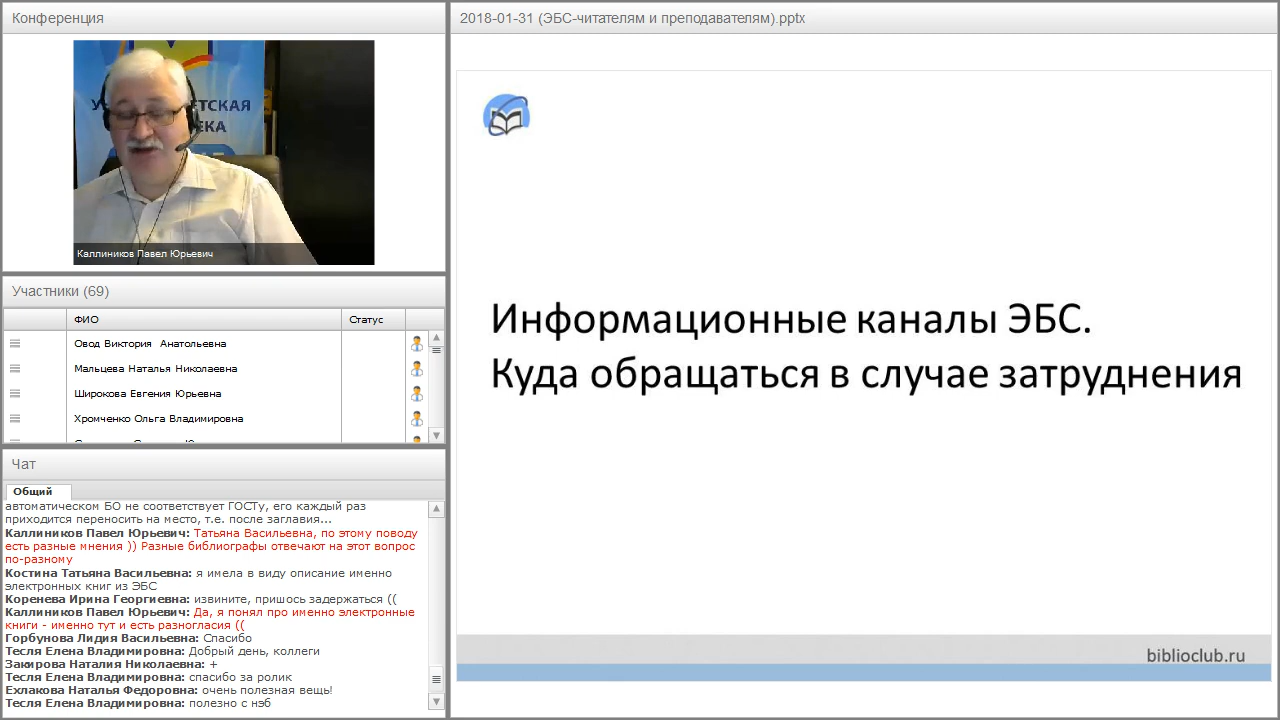 Конференция
У
ЕТСКАЯ
ЕКА
Каллиников Павел Юрьевич
Участники (69)
ФИО Статус
Овод Виктория Анатольевна
Мальцева Наталья Николаевна
Широкова Евгения Юрьевна
Хромченко Ольга Владимировна
Чат
Общий
автоматическом БО не соответствует ГОСТу, его каждый раз
приходится переносить на место, т.е. после заглавия...
Каллиников Павел Юрьевич: Татьяна Васильевна, по этому поводу
есть разные мнения )) Разные библиографы отвечают на этот вопрос
по-разному
Костина Татьяна Васильевна: я имела в виду описание именно
электронных книг из ЭБС
Коренева Ирина Георгиевна: извините, пришось задержаться ((
Каллиников Павел Юрьевич: Да, я понял про именно электронные
книги - именно тут и есть разногласия ((
Горбунова Лидия Васильевна: Спасибо
Тесля Елена Владимировна: Добрый день, коллеги
Закирова Наталия Николаевна: +
Тесля Елена Владимировна: спасибо за ролик
Ехлакова Наталья Федоровна: очень полезная вещь!
Тесля Елена Владимировна: полезно с нэб
2018-01-31 (ЭБС-читателям и преподавателям).pptx
Информационные каналы ЭБС.
Куда обращаться в случае затруднения
biblioclub.ru